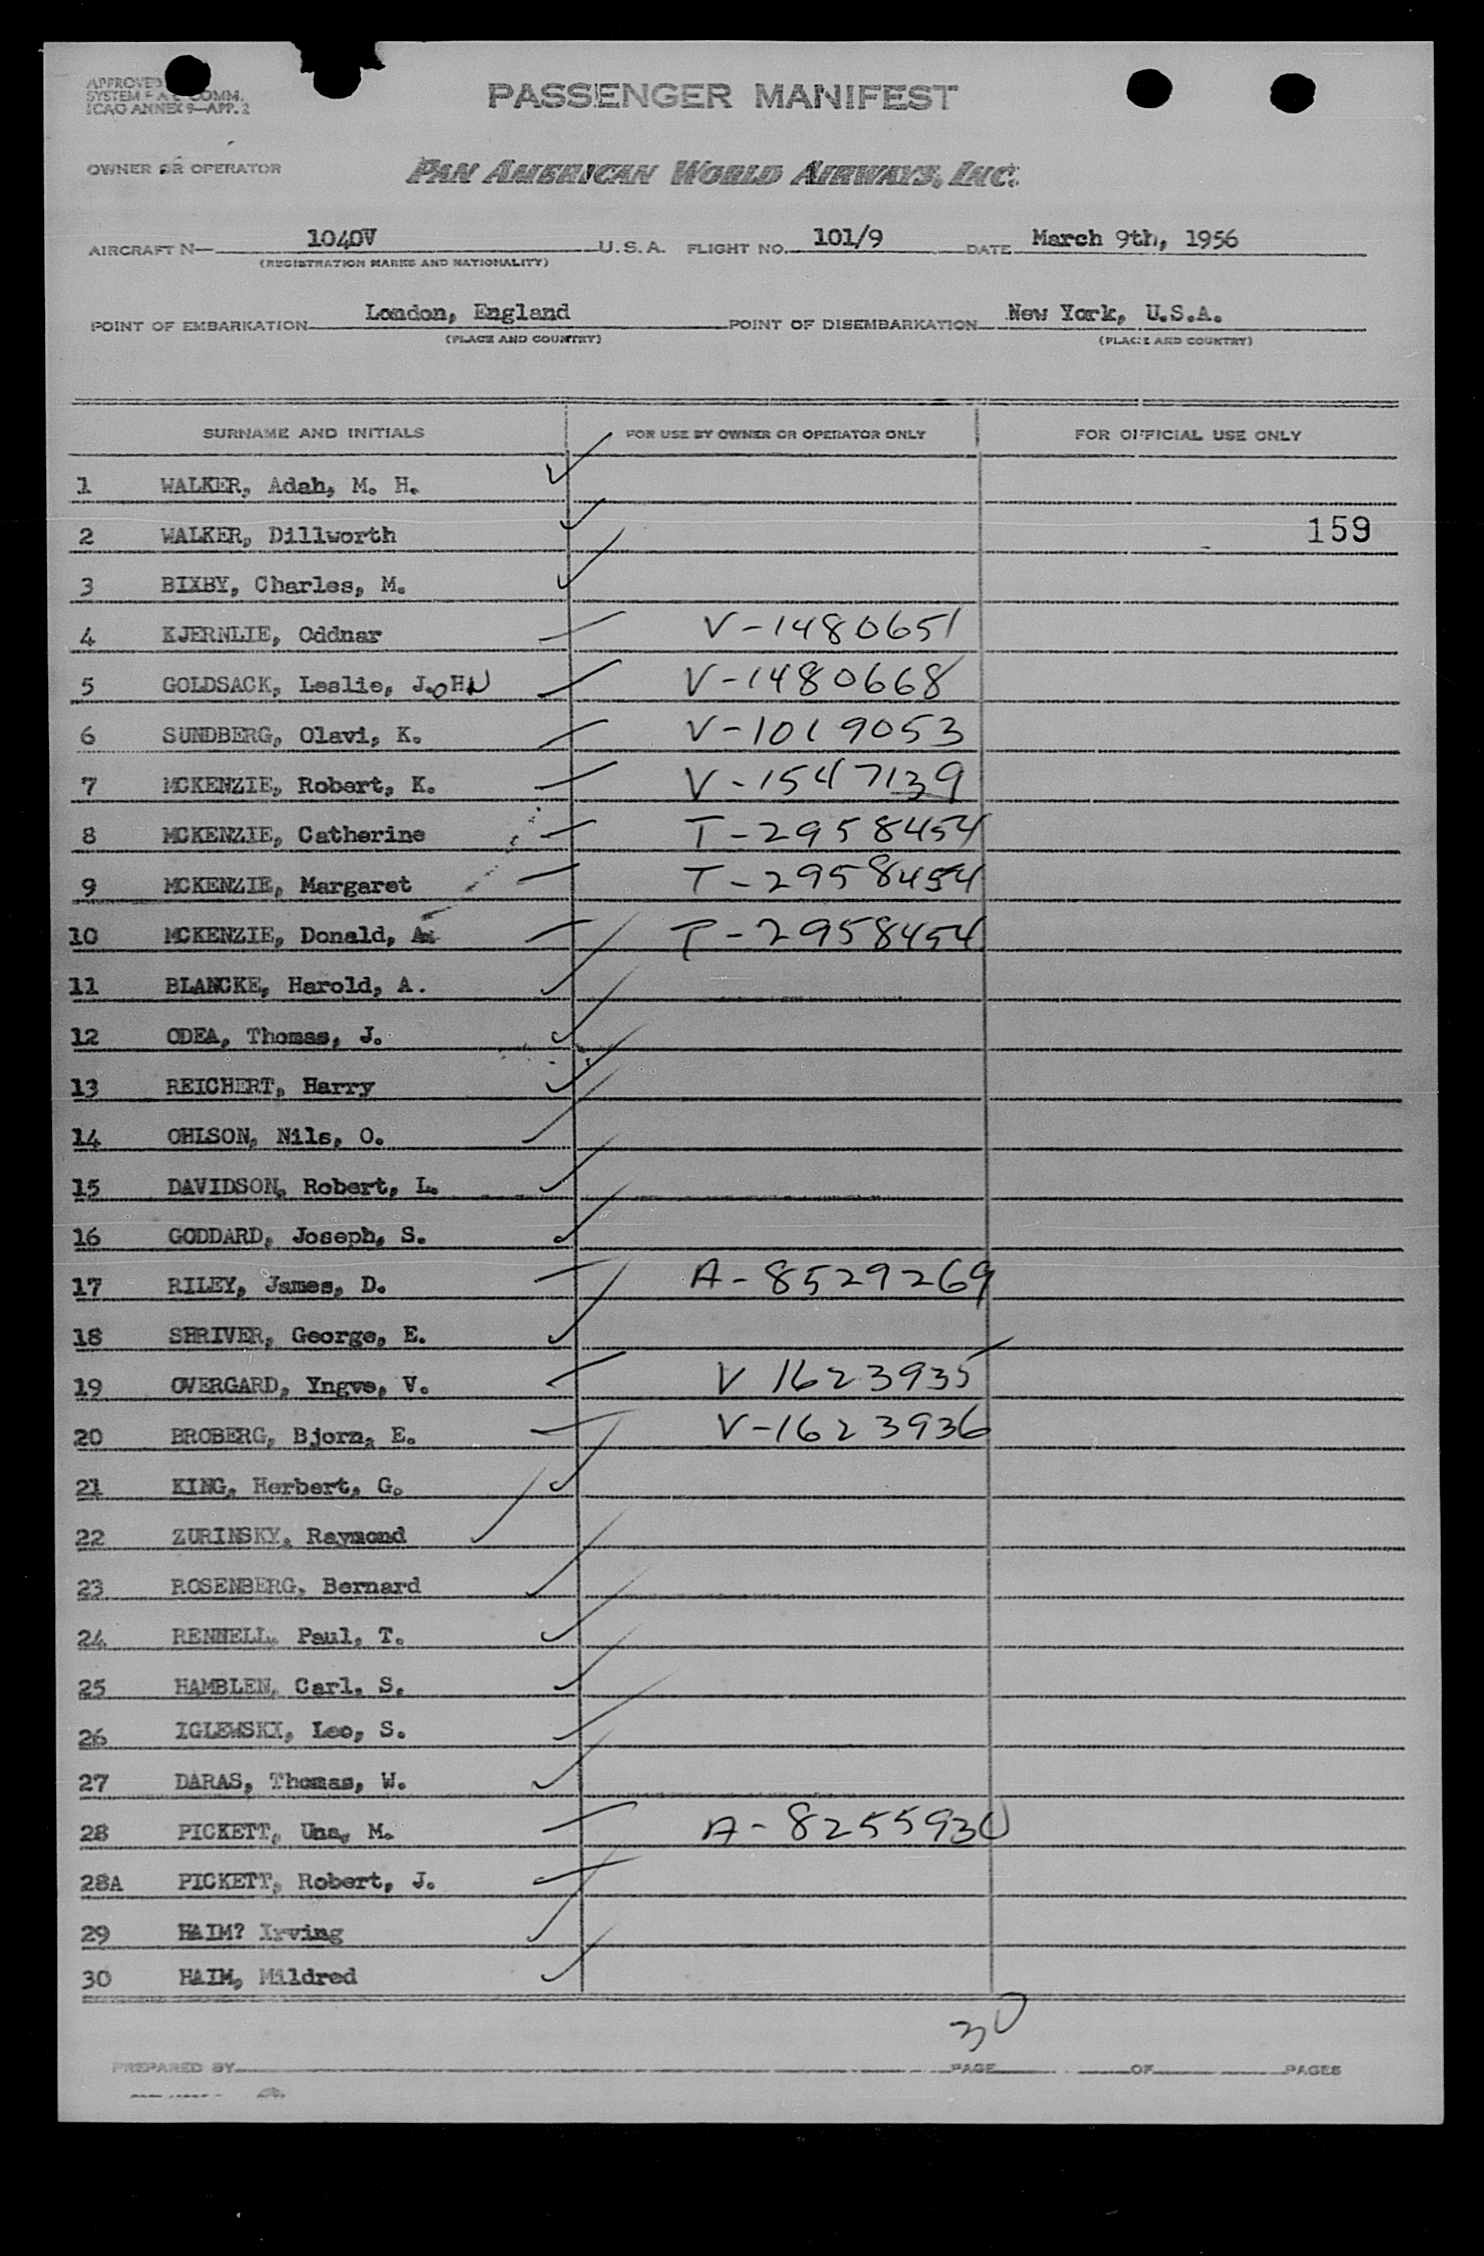 APPROVED
SYSTEM COMM.
ICAO ANNEX 9—APP. 2
PASSENGER MANIFEST
OWNER OR OPERATOR
PAN AMERICAN WORLD AIRWAYS, INC.
AIRCRAFT N— 1040V U.S.A. FLIGHT NO. 101/9 DATE March 9th, 1956
(REGISTRATION MARKS AND NATIONALITY)
POINT OF EMBARKATION London, England POINT OF DISEMBARKATION New York, U.S.A.
(PLACE AND COUNTRY) (PLACE AND COUNTRY)
SURNAME AND INITIALS FOR USE BY OWNER OR OPERATOR ONLY FOR OFFICIAL USE ONLY
1 WALKER, Adah, M. H.
2 WALKER, Dillworth 159
3 BIXBY, Charles, M.
4 KJERNLIE, Oddnar V-1480651
5 GOLDSACK, Leslie, J.OHN V-1480668
6 SUNDBERG, Olavi, K. V-1019053
7 MCKENZIE, Robert, K. V-1547139
8 MCKENZIE, Catherine T-2958454
9 MCKENZIE, Margaret T-2958454
10 MCKENZIE, Donald, T-2958454
11 BLANCKE, Harold, A.
12 ODEA, Thomas, J.
13 REICHERT, Harry
14 OHLSON, Nils, O.
15 DAVIDSON, Robert, L.
16 GODDARD, Joseph, S.
17 RILEY, James, D. A-8529269
18 SHRIVER, George, E.
19 OVERGARD, Yngve, V. V 1623935
20 BROBERG, Bjorn, E. V-1623936
21 KING, Herbert, G.
22 ZURINSKY, Raymond
23 ROSENBERG, Bernard
24 RENNELL, Paul, T.
25 HAMBLEN, Carl, S.
26 IGLEWSKI, Leo, S.
27 DARAS, Thomas, W.
28 PICKETT, Una, M. A-8255930
28A PICKETT, Robert, J.
29 HAIM? Irving
30 HAIM, Mildred
30
PREPARED BY PAGE OF PAGES